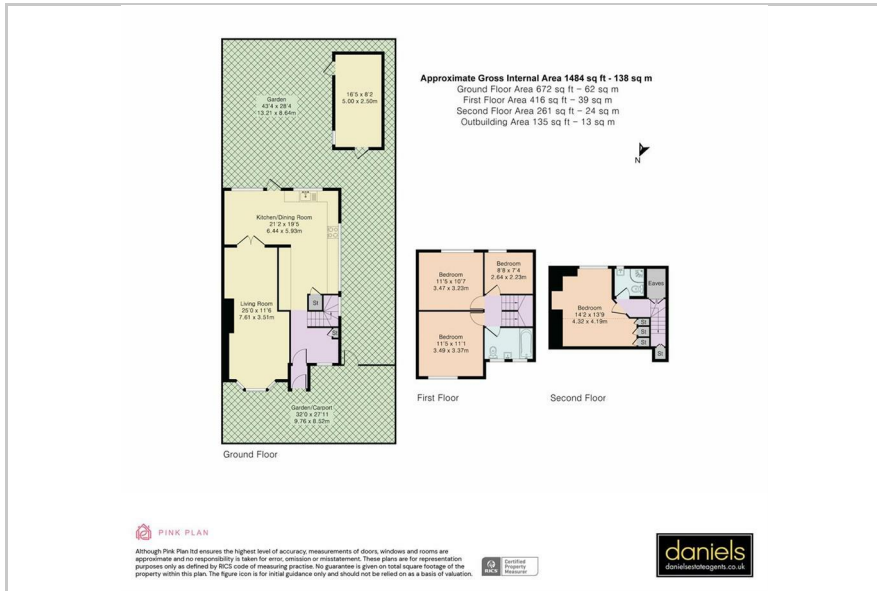 Approximate Gross Internal Area 1484 sq ft - 138 sq m
Ground Floor Area 672 sq ft – 62 sq m
First Floor Area 416 sq ft – 39 sq m
Second Floor Area 261 sq ft – 24 sq m
Outbuilding Area 135 sq ft – 13 sq m
N
Garden
43'4 x 28'4
13.21 x 8.64m
16'5 x 8'2
5.00 x 2.50m
Kitchen/Dining Room
21'2 x 19'5
6.44 x 5.93m
St
St
Living Room
25'0 x 11'6
7.61 x 3.51m
Garden/Carport
32'0 x 27'11
9.76 x 8.52m
Ground Floor
Bedroom
11'5 x 10'7
3.47 x 3.23m
Bedroom
8'8 x 7'4
2.64 x 2.23m
Bedroom
11'5 x 11'1
3.49 x 3.37m
First Floor
Bedroom
14'2 x 13'9
4.32 x 4.19m
Eaves
St
St
St
St
Second Floor
PINK PLAN
Although Pink Plan ltd ensures the highest level of accuracy, measurements of doors, windows and rooms are
approximate and no responsibility is taken for error, omission or misstatement. These plans are for representation
purposes only as defined by RICS code of measuring practise. No guarantee is given on total square footage of the
property within this plan. The figure icon is for initial guidance only and should not be relied on as a basis of valuation.
RICS
Certified
Property
Measurer
daniels
danielsestateagents.co.uk